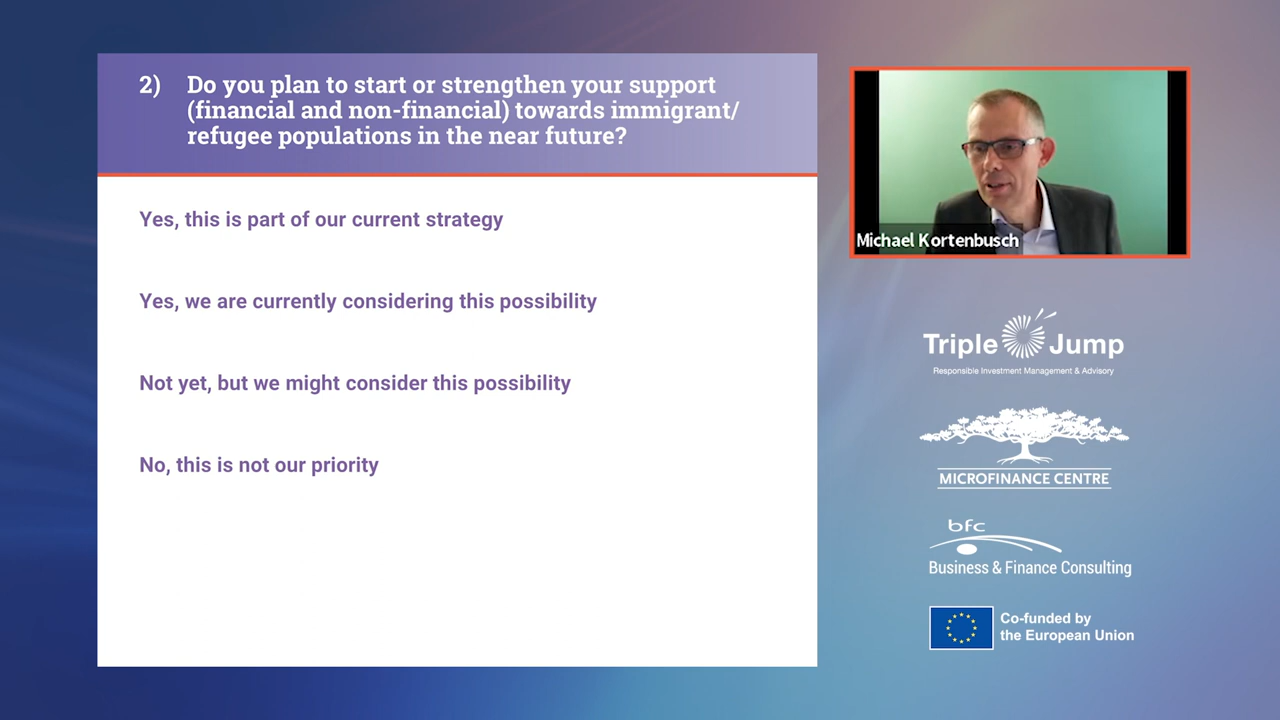 2) Do you plan to start or strengthen your support
(financial and non-financial) towards immigrant/
refugee populations in the near future?
Yes, this is part of our current strategy
Yes, we are currently considering this possibility
Not yet, but we might consider this possibility
No, this is not our priority
Michael Kortenbusch
Triple Jump
Responsible Investment Management & Advisory
MICROFINANCE CENTRE
bfc
Business & Finance Consulting
Co-funded by
the European Union